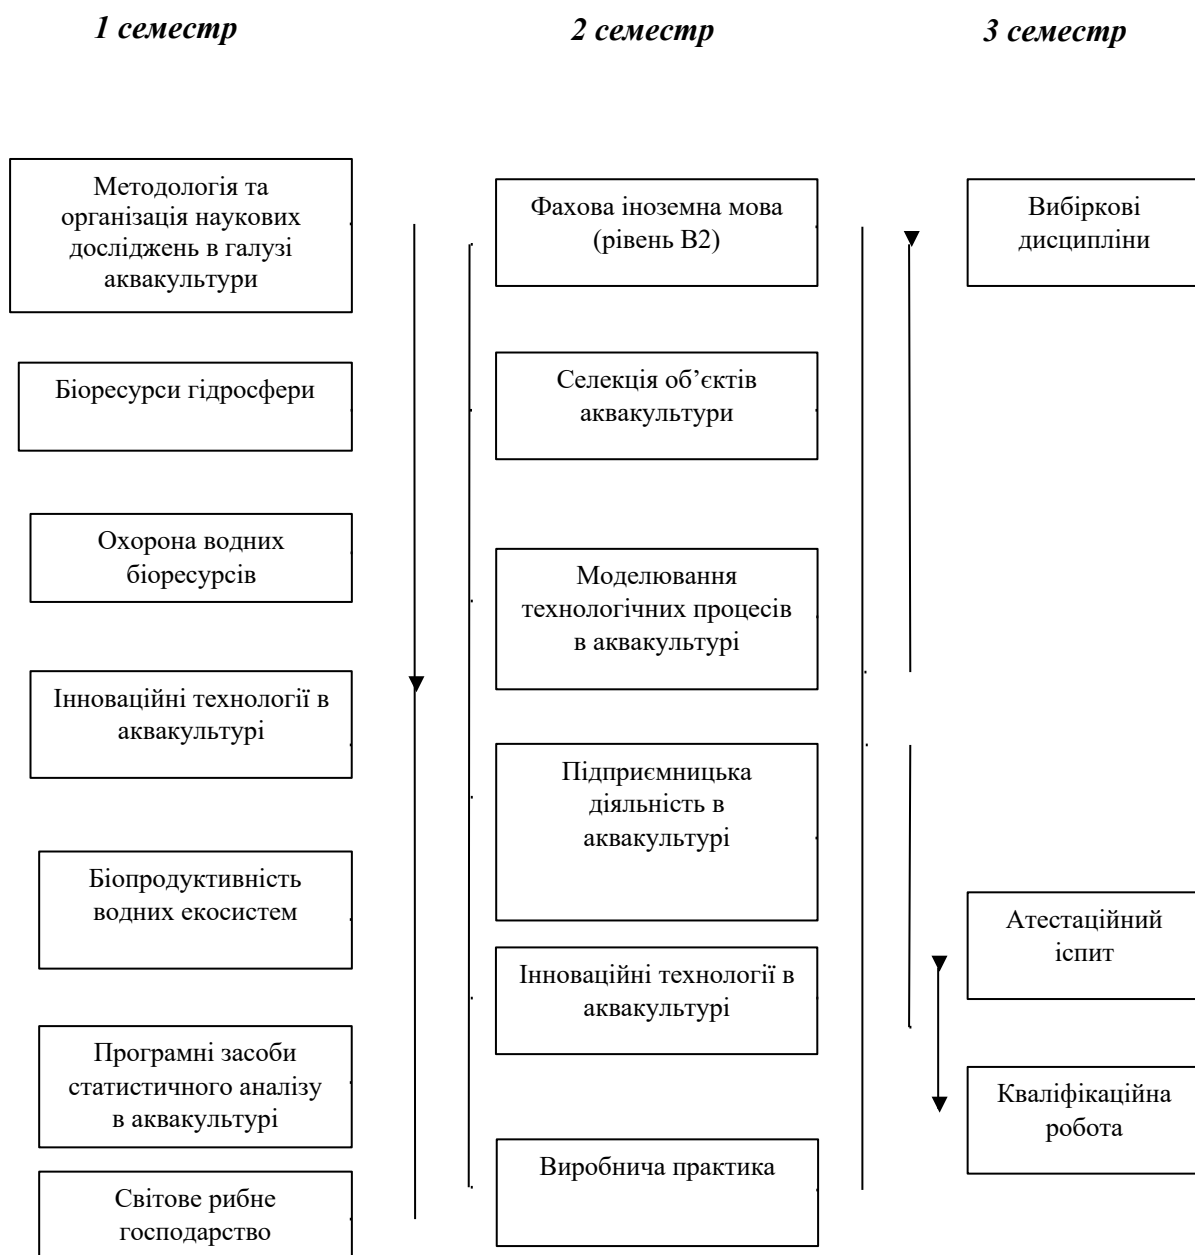 1 семестр
2 семестр
3 семестр
Методологія та
організація наукових
досліджень в галузі
аквакультури
Біоресурси гідросфери
Охорона водних
біоресурсів
Інноваційні технології в
аквакультурі
Біопродуктивність
водних екосистем
Програмні засоби
статистичного аналізу
в аквакультурі
Світове рибне
господарство
Фахова іноземна мова
(рівень В2)
Селекція об’єктів
аквакультури
Моделювання
технологічних процесів
в аквакультурі
Підприємницька
діяльність в
аквакультурі
Інноваційні технології в
аквакультурі
Виробнича практика
Вибіркові
дисципліни
Атестаційний
іспит
Кваліфікаційна
робота